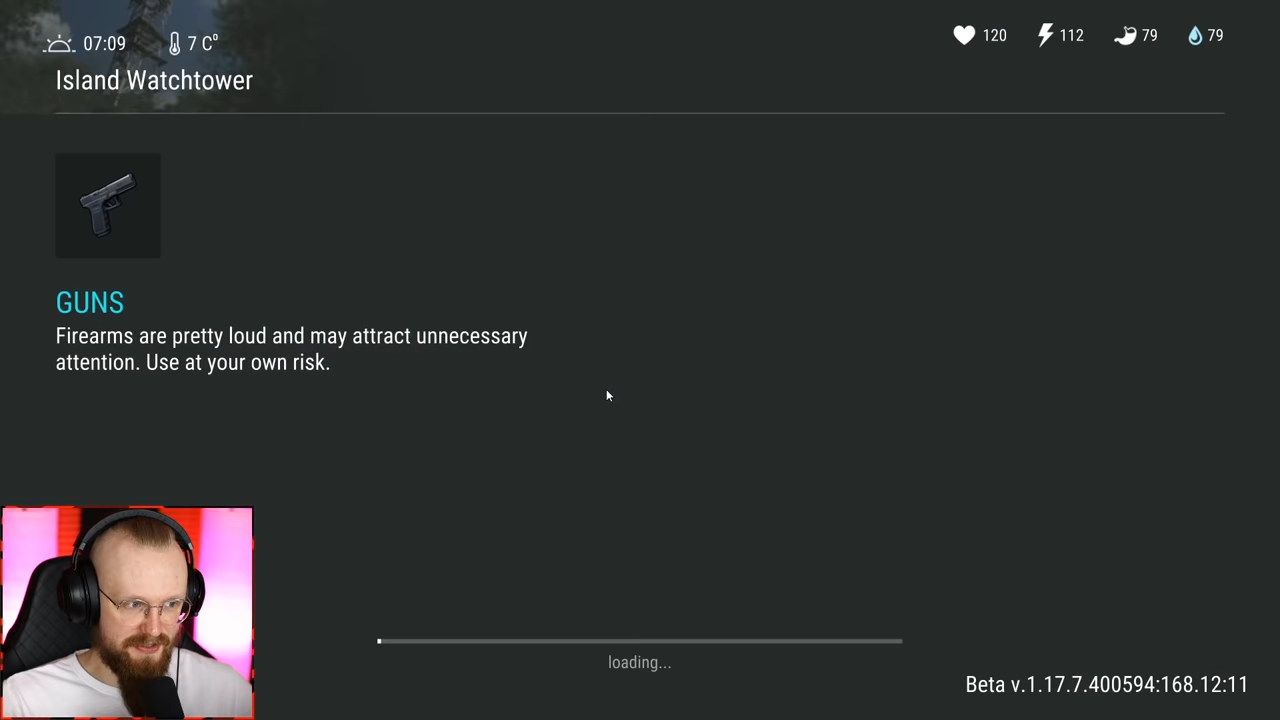 07:09 7 C°
120 112 79 79
Island Watchtower
GUNS
Firearms are pretty loud and may attract unnecessary
attention. Use at your own risk.
loading...
Beta v.1.17.7.400594:168.12:11